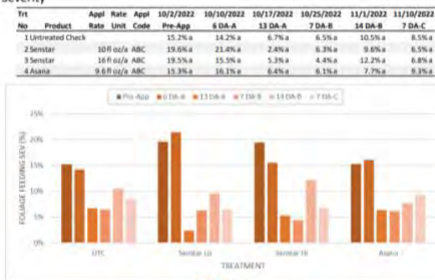 Severity
Trt Appl Rate Appl 10/2/2022 10/10/2022 10/17/2022 10/25/2022 11/1/2022 11/10/2022
No Product Rate Unit Code Pre-App 6 DA-A 13 DA-A 7 DA-B 14 DA-B 7 DA-C
1 Untreated Check 15.2% a 14.2% a 6.7% a 6.5% a 10.5% a 8.5% a
2 Senstar 10 fl oz/a ABC 19.6% a 21.4% a 2.4% a 6.3% a 9.6% a 6.5% a
3 Senstar 16 fl oz/a ABC 19.5% a 15.5% a 5.3% a 4.4% a 12.2% a 6.8% a
4 Asana 9.6 fl oz/a ABC 15.3% a 16.1% a 6.4% a 6.1% a 7.7% a 9.3% a
Pre-App 6 DA-A 13 DA-A 7 DA-B 14 DA-B 7 DA-C
FOLIAGE FEEDING SEV (%)
25%
20%
15%
10%
5%
0%
UTC Senstar Lo Senstar Hi Asana
TREATMENT